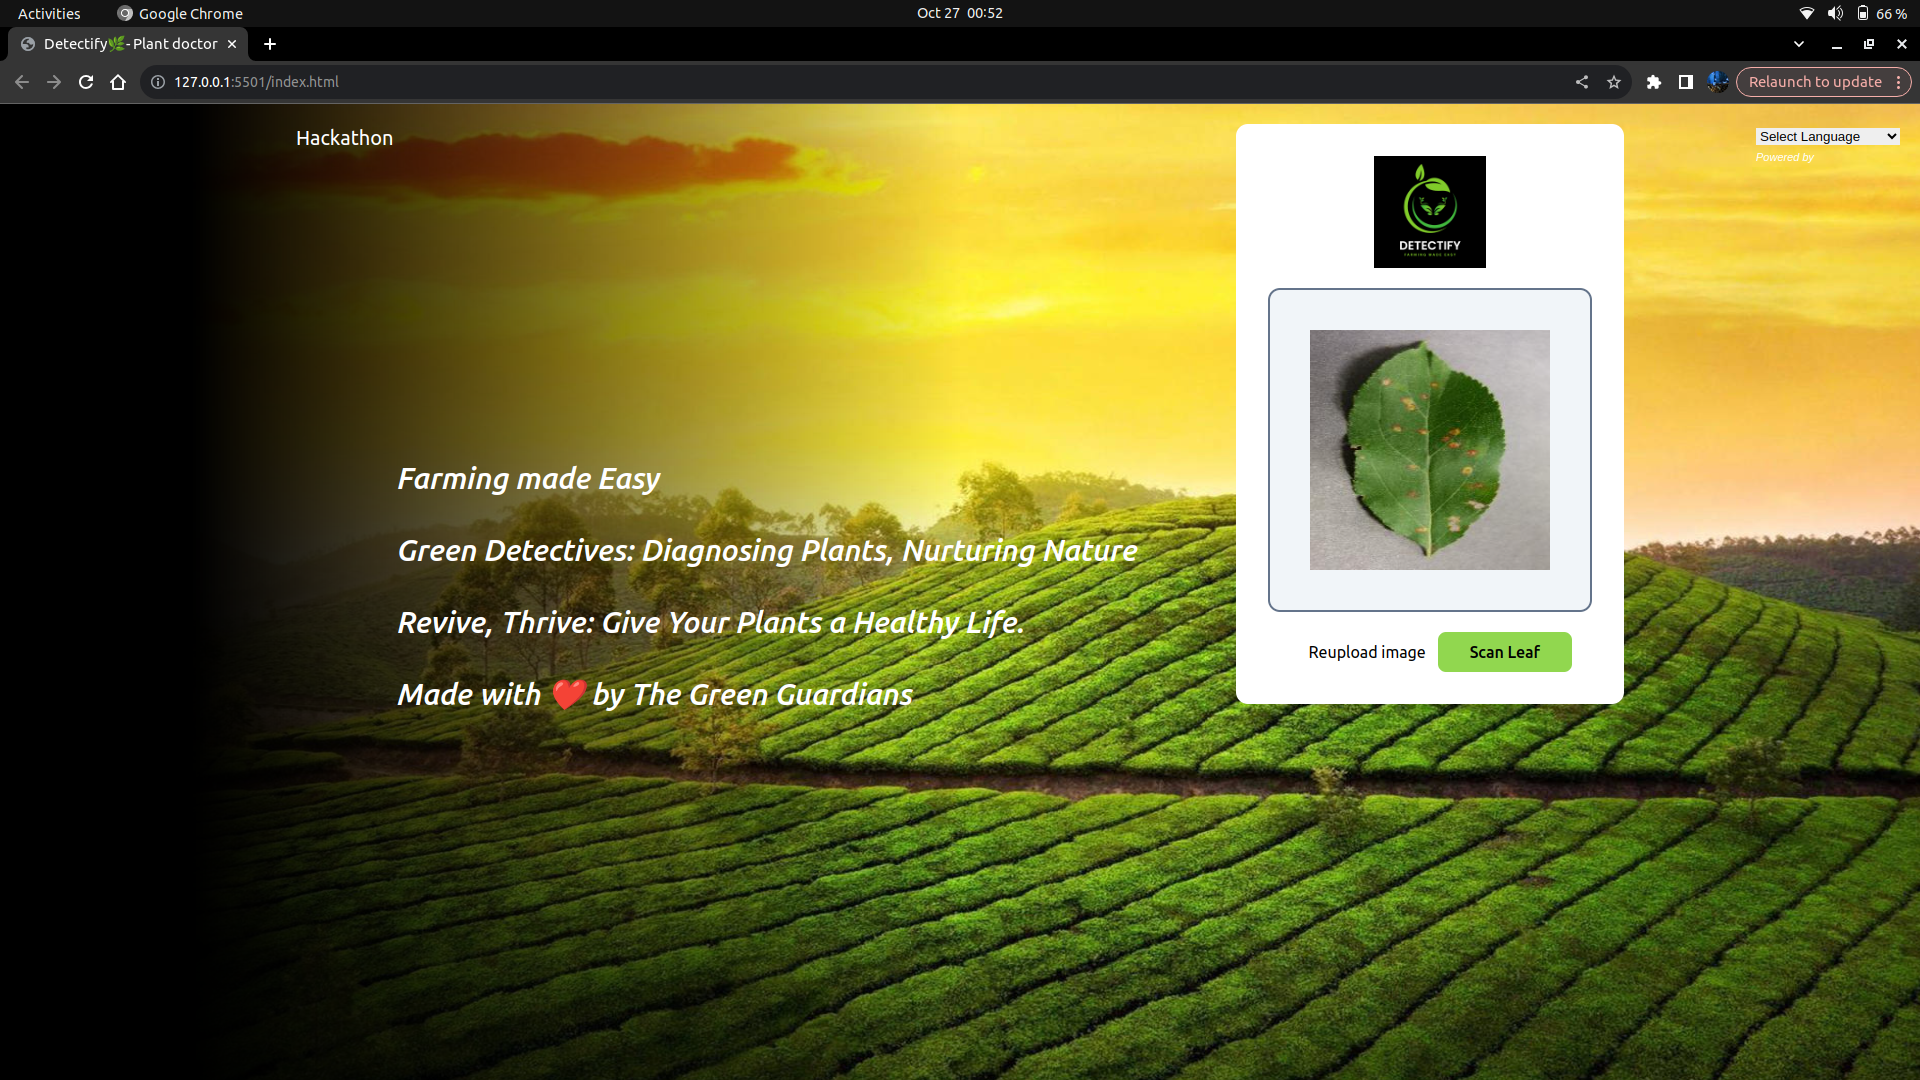 Activities
Google Chrome
Oct 27 00:52
66 %
Detectify🌿- Plant doctor
127.0.0.1:5501/index.html
Relaunch to update
Hackathon
Select Language
Powered by
DETECTIFY
FARMING MADE EASY
Farming made Easy
Green Detectives: Diagnosing Plants, Nurturing Nature
Revive, Thrive: Give Your Plants a Healthy Life.
Made with ❤️ by The Green Guardians
Reupload image
Scan Leaf